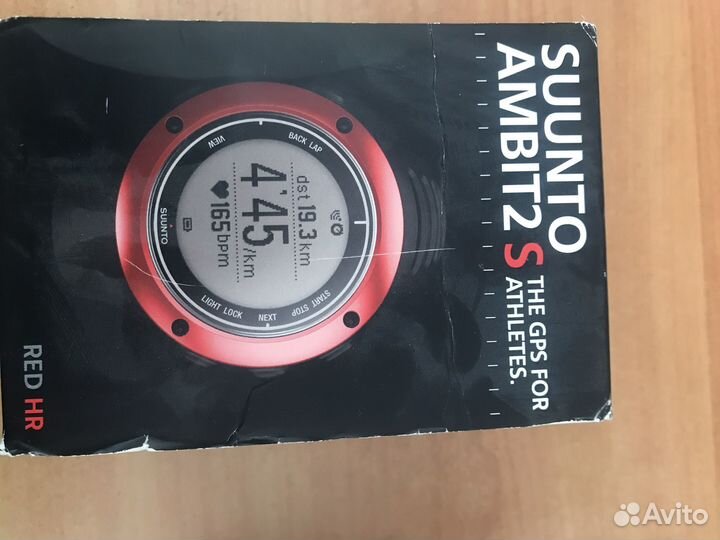 SUUNTO
AMBIT2 S THE GPS FOR
ATHLETES.
BACK LAP
VIEW
START STOP
NEXT
LIGHT LOCK
dst 19.3 km
4'45 /km
165 bpm
SUUNTO
RED HR
Avito